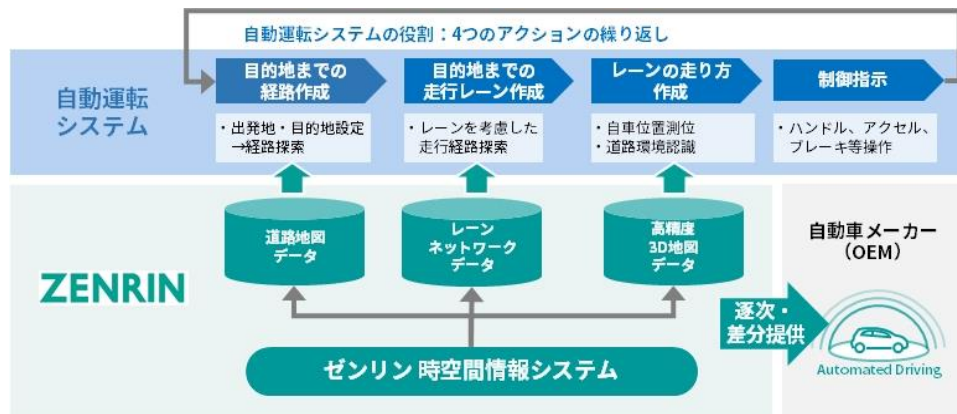 自動運転システムの役割：4つのアクションの繰り返し
自動運転
システム
目的地までの
経路作成
目的地までの
走行レーン作成
レーンの走り方
作成
制御指示
・出発地・目的地設定
→経路探索
・レーンを考慮した
走行経路探索
・自車位置測位
・道路環境認識
・ハンドル、アクセル、
ブレーキ等操作
ZENRIN
道路地図
データ
レーン
ネットワーク
データ
高精度
3D地図
データ
ゼンリン 時空間情報システム
逐次・
差分提供
自動車メーカー
（OEM）
Automated Driving